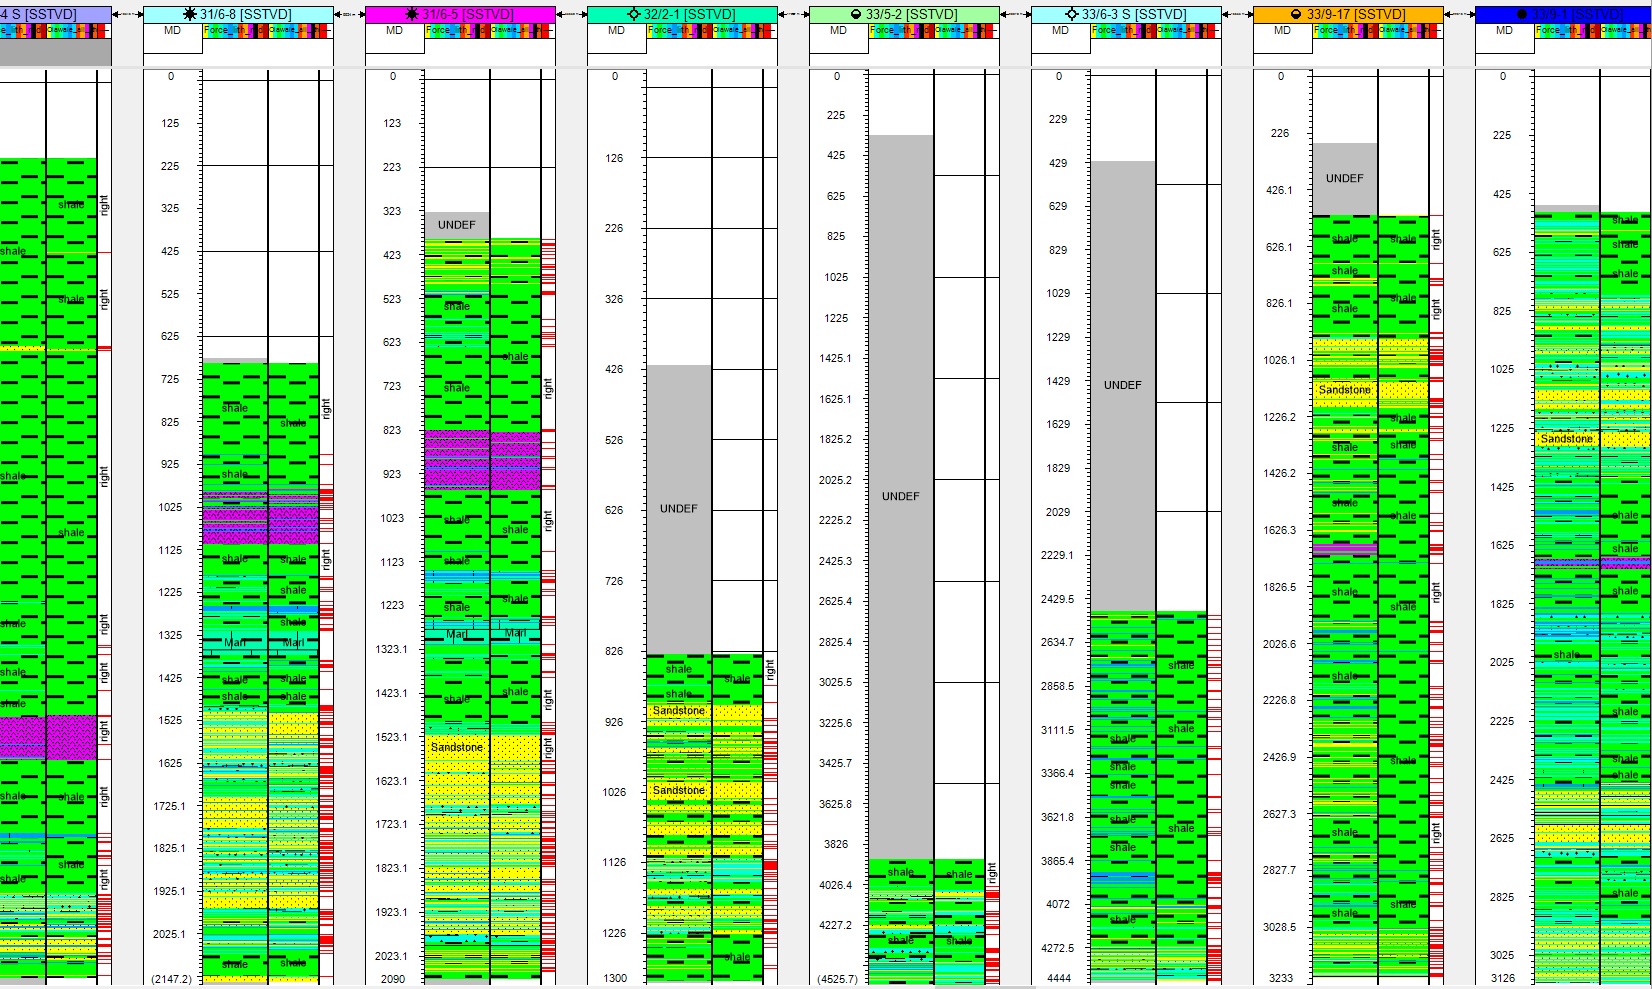 4 S [SSTVD]
31/6-8 [SSTVD]
31/6-5 [SSTVD]
32/2-1 [SSTVD]
33/5-2 [SSTVD]
33/6-3 S [SSTVD]
33/9-17 [SSTVD]
33/9-1 [SSTVD]
MD
MD
MD
MD
MD
MD
MD
shale
shale
shale
shale
shale
shale
shale
shale
shale
shale
shale
shale
shale
right
right
right
right
right
right
right
right
0
125
225
325
425
525
625
725
825
925
1025
1125
1225
1325
1425
1525
1625
1725.1
1825.1
1925.1
2025.1
(2147.2)
shale
shale
shale
shale
shale
shale
shale
Marl
Marl
shale
shale
shale
shale
shale
shale
right
right
0
123
223
323
423
523
623
723
823
923
1023
1123
1223
1323.1
1423.1
1523.1
1623.1
1723.1
1823.1
1923.1
2023.1
2090
UNDEF
shale
shale
shale
shale
shale
shale
shale
shale
Marl
Marl
shale
shale
Sandstone
right
right
right
right
0
126
226
326
426
526
626
726
826
926
1026
1126
1226
1300
UNDEF
shale
shale
shale
Sandstone
Sandstone
shale
right
0
225
425
625
825
1025
1225
1425.1
1625.1
1825.2
2025.2
2225.2
2425.3
2625.4
2825.4
3025.5
3225.6
3425.7
3625.8
3826
4026.4
4227.2
(4525.7)
UNDEF
shale
shale
shale
shale
right
0
229
429
629
829
1029
1229
1429
1629
1829
2029
2229.1
2429.5
2634.7
2858.5
3111.5
3366.4
3621.8
3865.4
4072
4272.5
4444
UNDEF
shale
shale
shale
shale
shale
shale
shale
shale
shale
0
226
426.1
626.1
826.1
1026.1
1226.2
1426.2
1626.3
1826.5
2026.6
2226.8
2426.9
2627.3
2827.7
3028.5
3233
UNDEF
shale
shale
shale
shale
Sandstone
shale
shale
shale
shale
shale
shale
shale
shale
shale
shale
shale
shale
shale
right
right
right
right
0
225
425
625
825
1025
1225
1425
1625
1825
2025
2225
2425
2625
2825
3025
3126
shale
shale
Sandstone
shale
shale
shale
shale
shale
shale
shale
shale